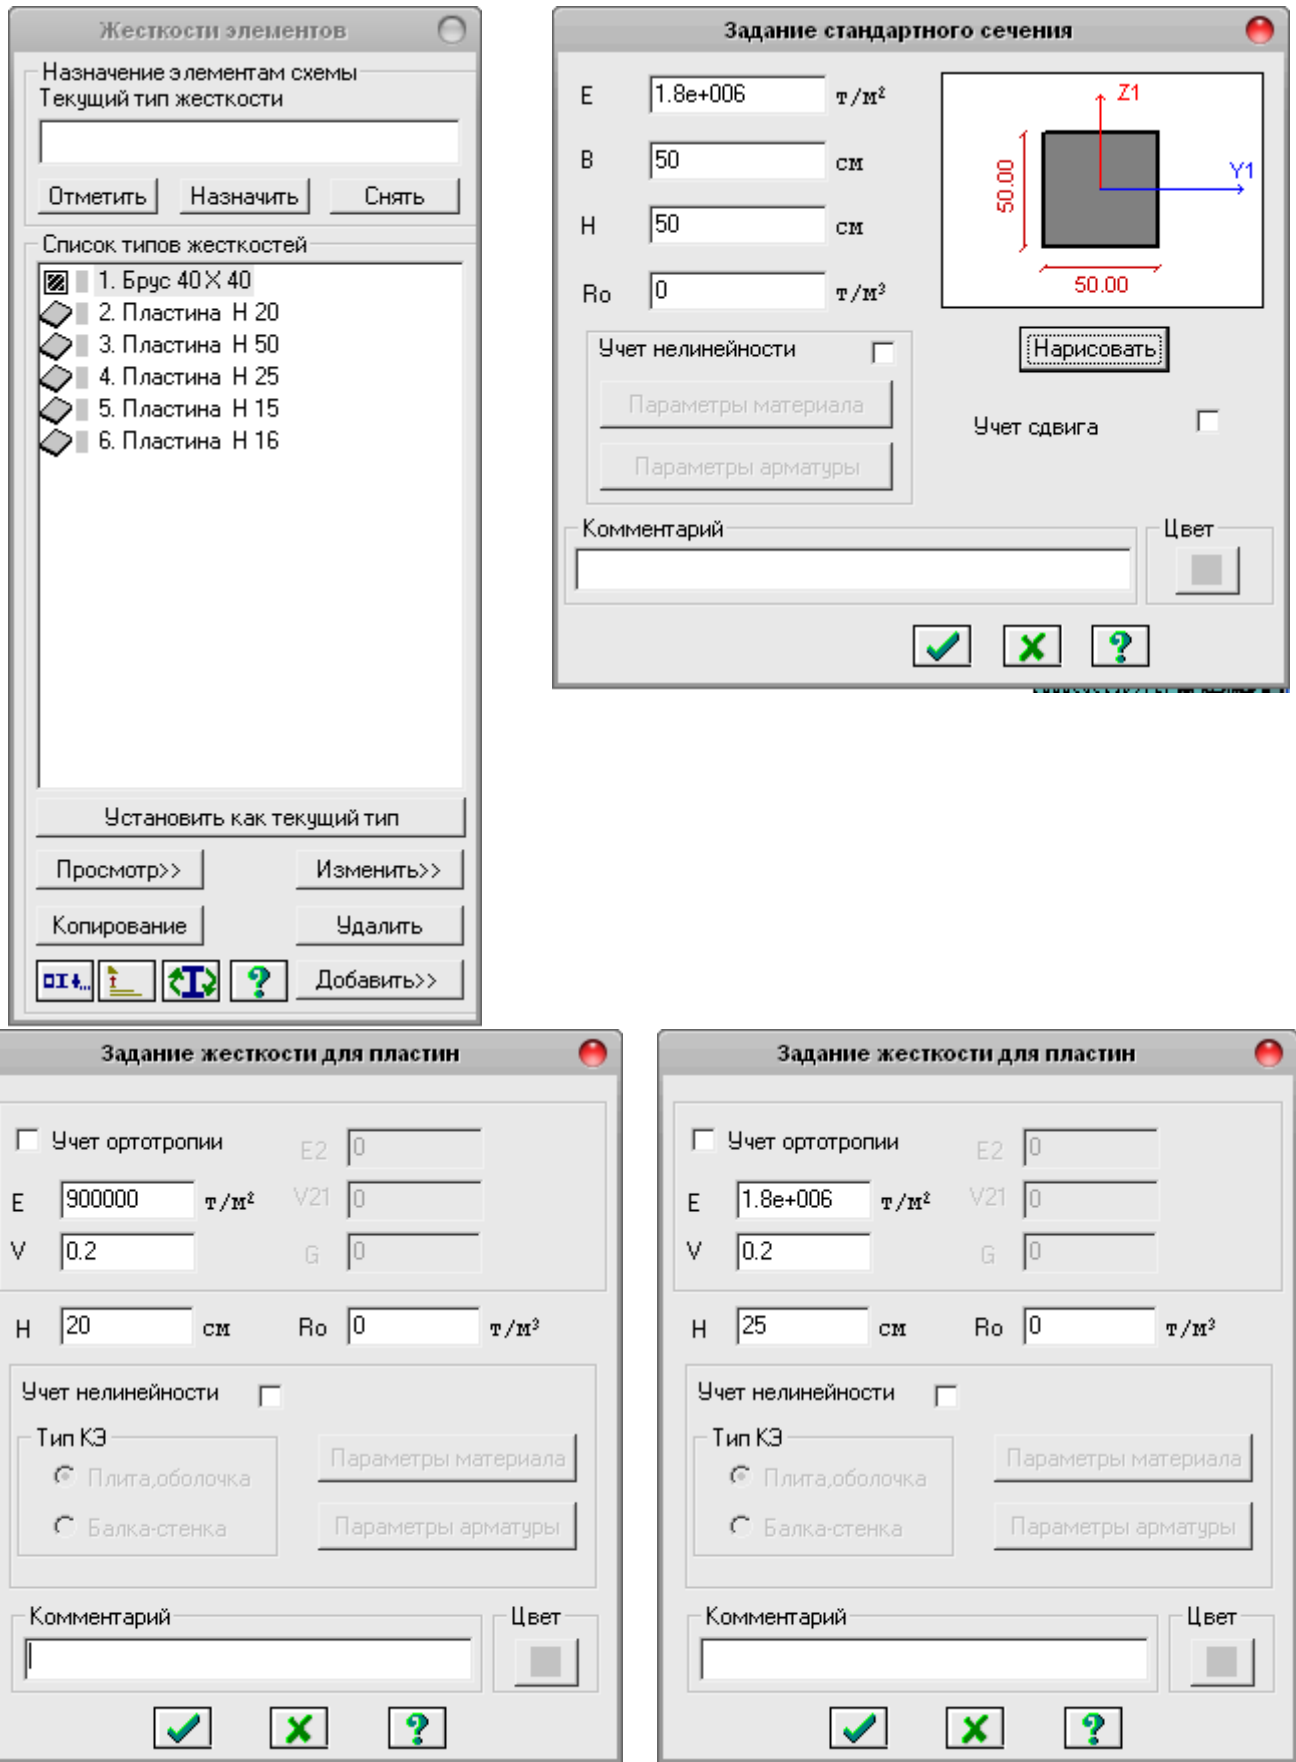 Жесткости элементов
Назначение элементам схемы
Текущий тип жесткости
Отметить Назначить Снять
Список типов жесткостей
1. Брус 40 X 40
2. Пластина H 20
3. Пластина H 50
4. Пластина H 25
5. Пластина H 15
6. Пластина H 16
Установить как текущий тип
Просмотр>> Изменить>>
Копирование Удалить
Добавить>>
Задание стандартного сечения
E 1.8e+006 т/м²
B 50 см
H 50 см
Ro 0 т/м³
Z1
Y1
50.00
50.00
Учет нелинейности
Нарисовать
Параметры материала
Учет сдвига
Параметры арматуры
Комментарий Цвет
Задание жесткости для пластин
Учет ортотропии E2 0
E 900000 т/м² V21 0
V 0.2 G 0
H 20 см Ro 0 т/м³
Учет нелинейности
Тип КЭ
Плита,оболочка Параметры материала
Балка-стенка Параметры арматуры
Комментарий Цвет
Задание жесткости для пластин
Учет ортотропии E2 0
E 1.8e+006 т/м² V21 0
V 0.2 G 0
H 25 см Ro 0 т/м³
Учет нелинейности
Тип КЭ
Плита,оболочка Параметры материала
Балка-стенка Параметры арматуры
Комментарий Цвет